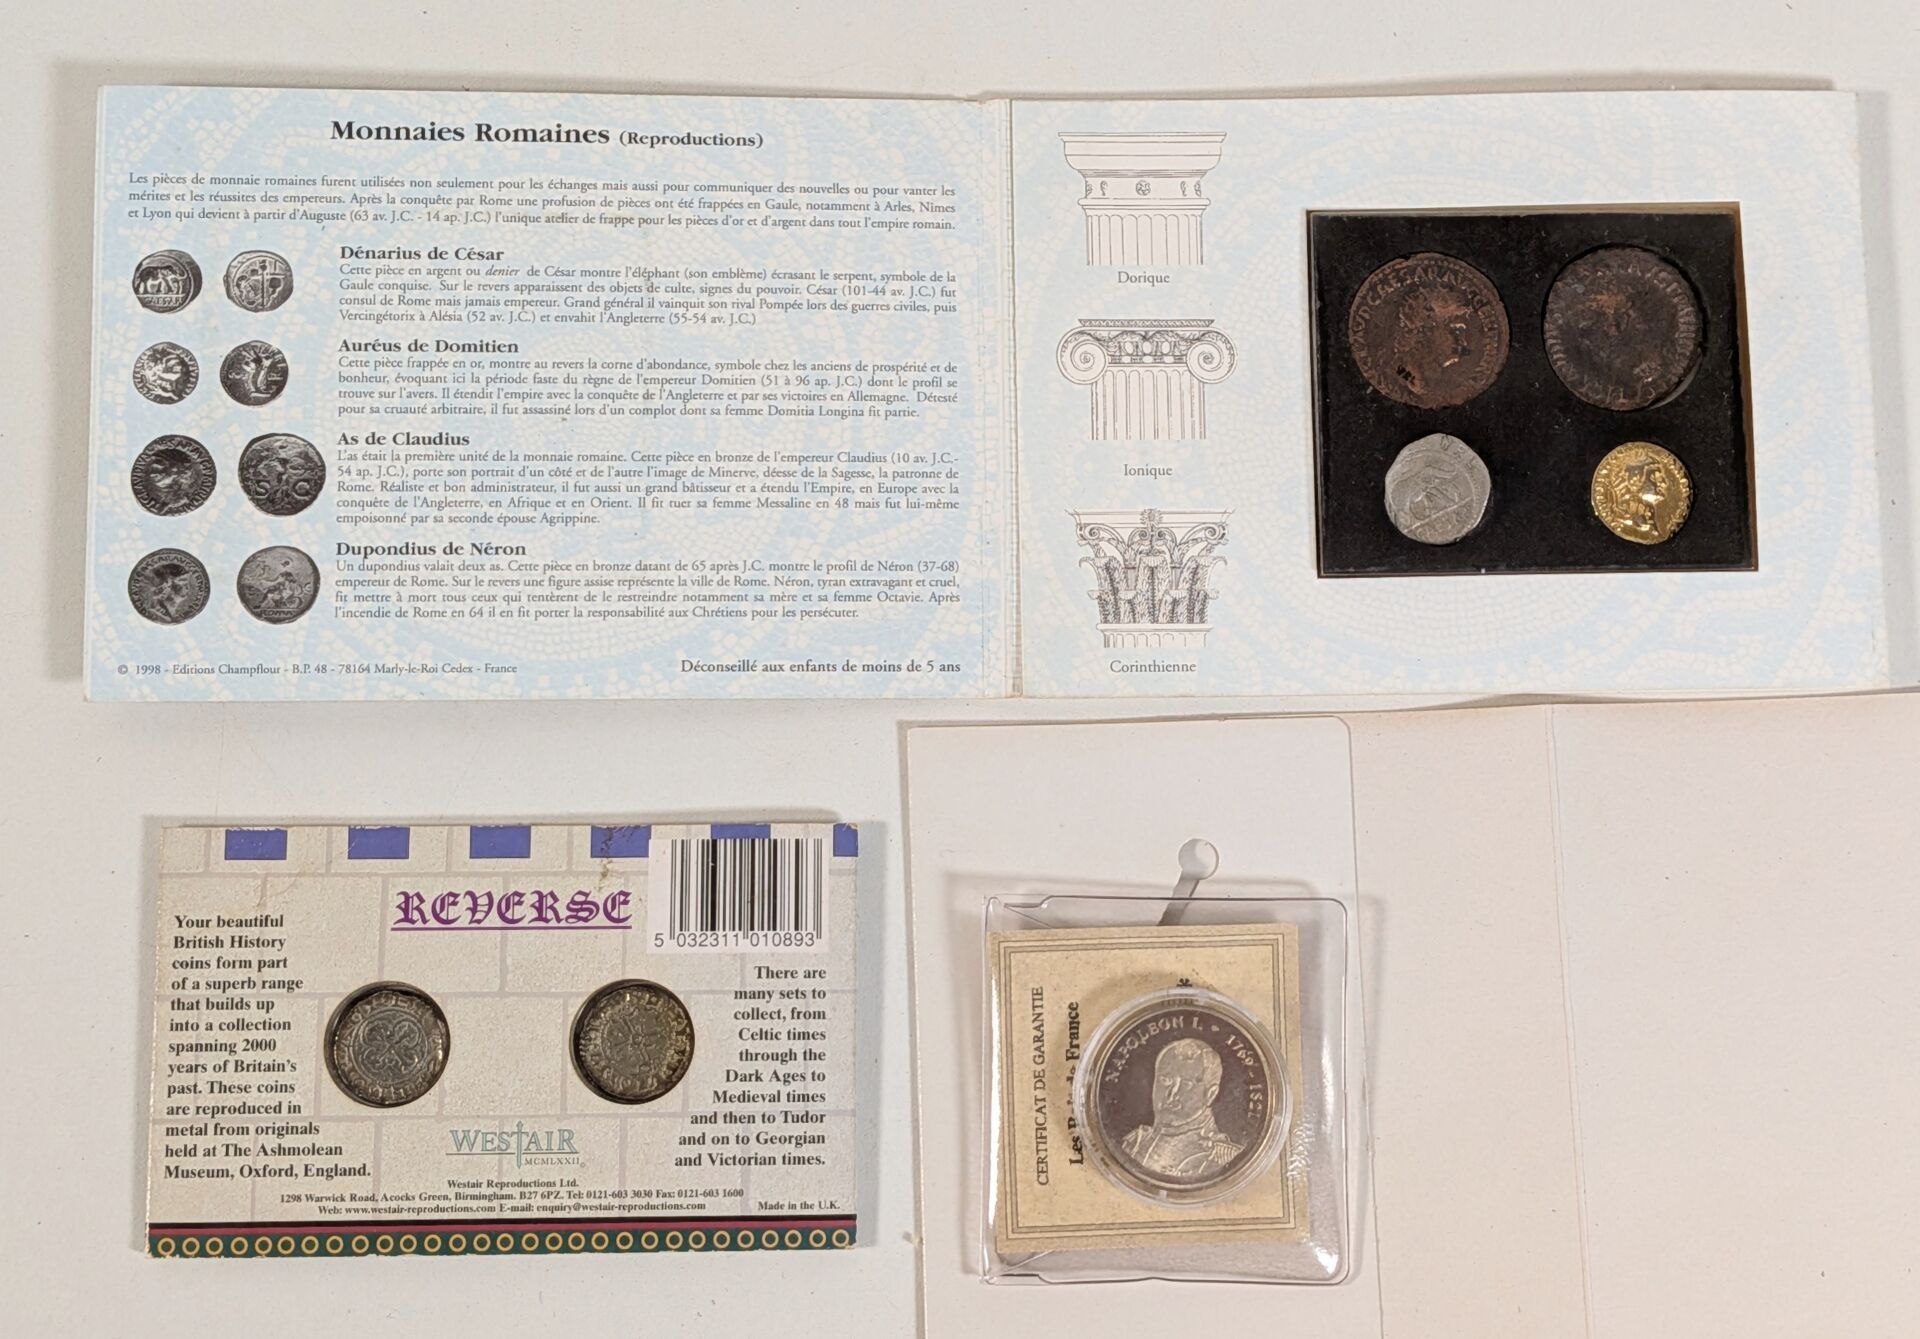 Monnaies Romaines (Reproductions)
Les pièces de monnaie romaines furent utilisées non seulement pour les échanges mais aussi pour communiquer des nouvelles ou pour vanter les
mérites et les réussites des empereurs. Après la conquête par Rome une profusion de pièces ont été frappées en Gaule, notamment à Arles, Nîmes
et Lyon qui devient à partir d'Auguste (63 av. J.C. - 14 ap. J.C.) l'unique atelier de frappe pour les pièces d'or et d'argent dans tout l'empire romain.
Dénarius de César
Cette pièce en argent ou denier de César montre l'éléphant (son emblème) écrasant le serpent, symbole de la
Gaule conquise. Sur le revers apparaissent des objets de culte, signes du pouvoir. César (101-44 av. J.C.) fut
consul de Rome mais jamais empereur. Grand général il vainquit son rival Pompée lors des guerres civiles, puis
Vercingétorix à Alésia (52 av. J.C.) et envahit l'Angleterre (55-54 av. J.C.)
Auréus de Domitien
Cette pièce frappée en or, montre au revers la corne d'abondance, symbole chez les anciens de prospérité et de
bonheur, évoquant ici la période faste du règne de l'empereur Domitien (51 à 96 ap. J.C.) dont le profil se
trouve sur l'avers. Il étendit l'empire avec la conquête de l'Angleterre et par ses victoires en Allemagne. Détesté
pour sa cruauté arbitraire, il fut assassiné lors d'un complot dont sa femme Domitia Longina fit partie.
As de Claudius
L'as était la première unité de la monnaie romaine. Cette pièce en bronze de l'empereur Claudius (10 av. J.C.-
54 ap. J.C.), porte son portrait d'un côté et de l'autre l'image de Minerve, déesse de la Sagesse, la patronne de
Rome. Réaliste et bon administrateur, il fut aussi un grand bâtisseur et a étendu l'Empire, en Europe avec la
conquête de l'Angleterre, en Afrique et en Orient. Il fit tuer sa femme Messaline en 48 mais fut lui-même
empoisonné par sa seconde épouse Agrippine.
Dupondius de Néron
Un dupondius valait deux as. Cette pièce en bronze datant de 65 après J.C. montre le profil de Néron (37-68)
empereur de Rome. Sur le revers une figure assise représente la ville de Rome. Néron, tyran extravagant et cruel,
fit mettre à mort tous ceux qui tentèrent de le restreindre notamment sa mère et sa femme Octavie. Après
l'incendie de Rome en 64 il en fit porter la responsabilité aux Chrétiens pour les persécuter.
© 1998 - Editions Champflour - B.P. 48 - 78164 Marly-le-Roi Cedex - France
Déconseillé aux enfants de moins de 5 ans
Dorique
Ionique
Corinthienne
REVERSE
5 032311 010893
Your beautiful
British History
coins form part
of a superb range
that builds up
into a collection
spanning 2000
years of Britain's
past. These coins
are reproduced in
metal from originals
held at The Ashmolean
Museum, Oxford, England.
There are
many sets to
collect, from
Celtic times
through the
Dark Ages to
Medieval times
and then to Tudor
and on to Georgian
and Victorian times.
WESTAIR
MCMLXXII
Westair Reproductions Ltd.
1298 Warwick Road, Acocks Green, Birmingham. B27 6PZ. Tel: 0121-603 3030 Fax: 0121-603 1600
Web: www.westair-reproductions.com E-mail: enquiry@westair-reproductions.com
Made in the U.K.
CERTIFICAT DE GARANTIE
Les de France
NAPOLEON I. 1769 - 1821